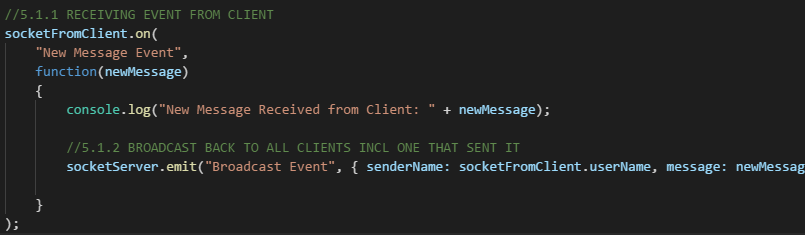 //5.1.1 RECEIVING EVENT FROM CLIENT
socketFromClient.on(
"New Message Event",
function(newMessage)
{
console.log("New Message Received from Client: " + newMessage);
//5.1.2 BROADCAST BACK TO ALL CLIENTS INCL ONE THAT SENT IT
socketServer.emit("Broadcast Event", { senderName: socketFromClient.userName, message: newMessag
}
);